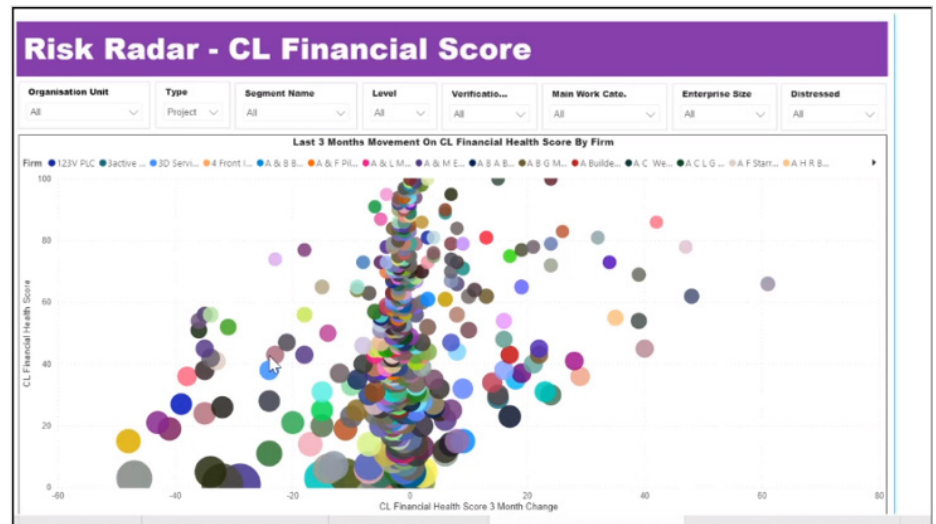 Risk Radar - CL Financial Score
Organisation Unit Type Segment Name Level Verificatio... Main Work Cate. Enterprise Size Distressed
All Project All All All All All All
Last 3 Months Movement On CL Financial Health Score By Firm
Firm 123V PLC 3active ... 3D Servi... 4 Front I... A & B B... A & F Pil... A & L M... A & M E... A B A B... A B G M... A Builde... A C We... A C L G ... A F Starr... A H R B...
100
80
60
40
20
0
CL Financial Health Score
-60 -40 -20 0 20 40 60 80
CL Financial Health Score 3 Month Change